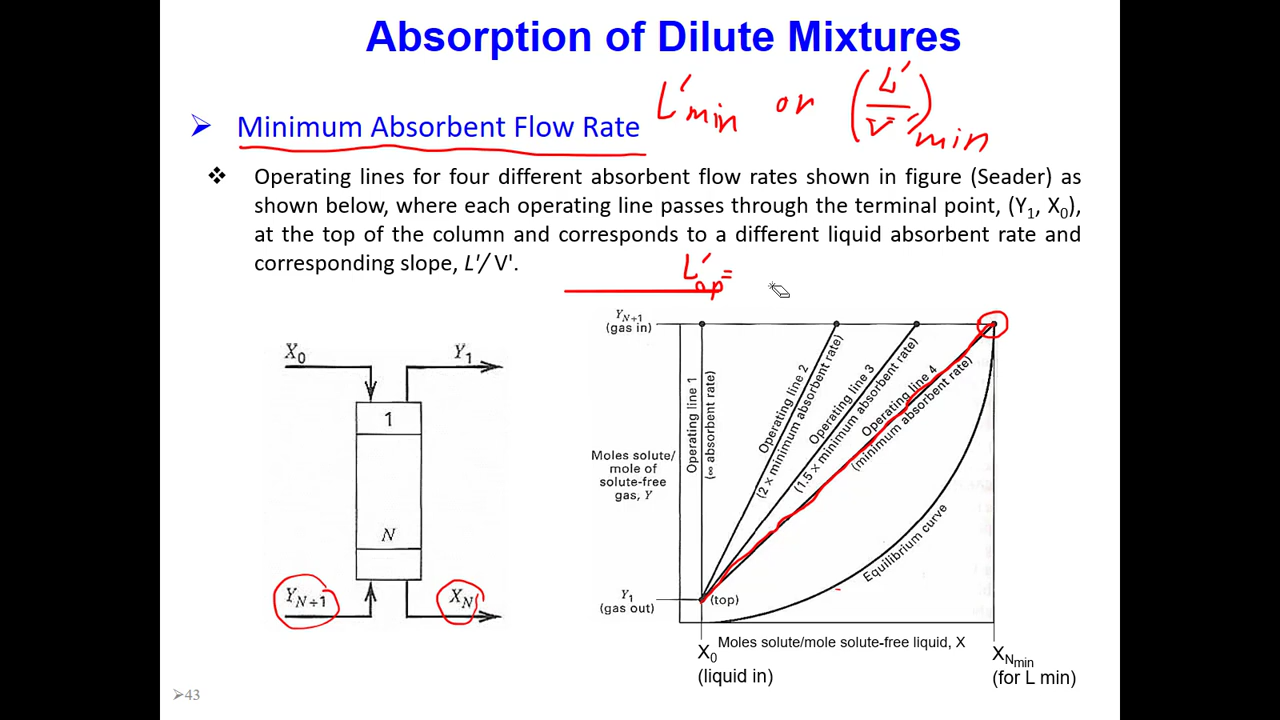 Absorption of Dilute Mixtures
L'min or (L'/V')min
➢ Minimum Absorbent Flow Rate
❖ Operating lines for four different absorbent flow rates shown in figure (Seader) as
shown below, where each operating line passes through the terminal point, (Y1, X0),
at the top of the column and corresponds to a different liquid absorbent rate and
corresponding slope, L'/ V'.
L'op=
X0
Y1
1
N
YN+1
XN
YN+1
(gas in)
Operating line 1
(∞ absorbent rate)
Operating line 2
(2 × minimum absorbent rate)
Operating line 3
(1.5 × minimum absorbent rate)
Operating line 4
(minimum absorbent rate)
Equilibrium curve
Moles solute/
mole of
solute-free
gas, Y
Y1
(gas out)
(top)
Moles solute/mole solute-free liquid, X
X0
(liquid in)
XNmin
(for L min)
➢43